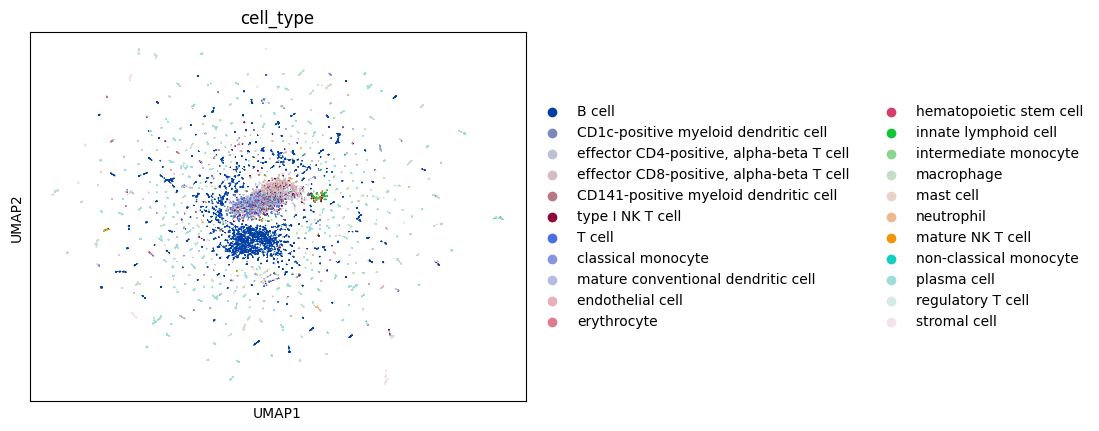 cell_type
UMAP2
UMAP1
B cell
CD1c-positive myeloid dendritic cell
effector CD4-positive, alpha-beta T cell
effector CD8-positive, alpha-beta T cell
CD141-positive myeloid dendritic cell
type I NK T cell
T cell
classical monocyte
mature conventional dendritic cell
endothelial cell
erythrocyte
hematopoietic stem cell
innate lymphoid cell
intermediate monocyte
macrophage
mast cell
neutrophil
mature NK T cell
non-classical monocyte
plasma cell
regulatory T cell
stromal cell